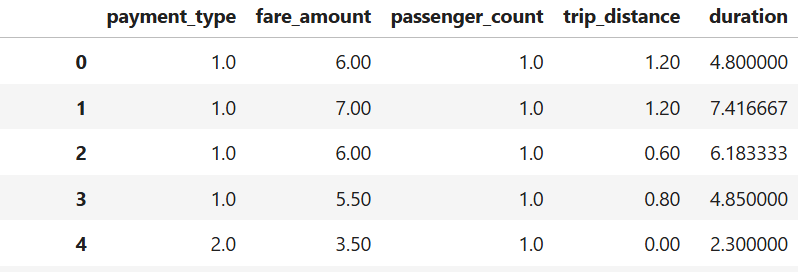 payment_type fare_amount passenger_count trip_distance duration
0 1.0 6.00 1.0 1.20 4.800000
1 1.0 7.00 1.0 1.20 7.416667
2 1.0 6.00 1.0 0.60 6.183333
3 1.0 5.50 1.0 0.80 4.850000
4 2.0 3.50 1.0 0.00 2.300000